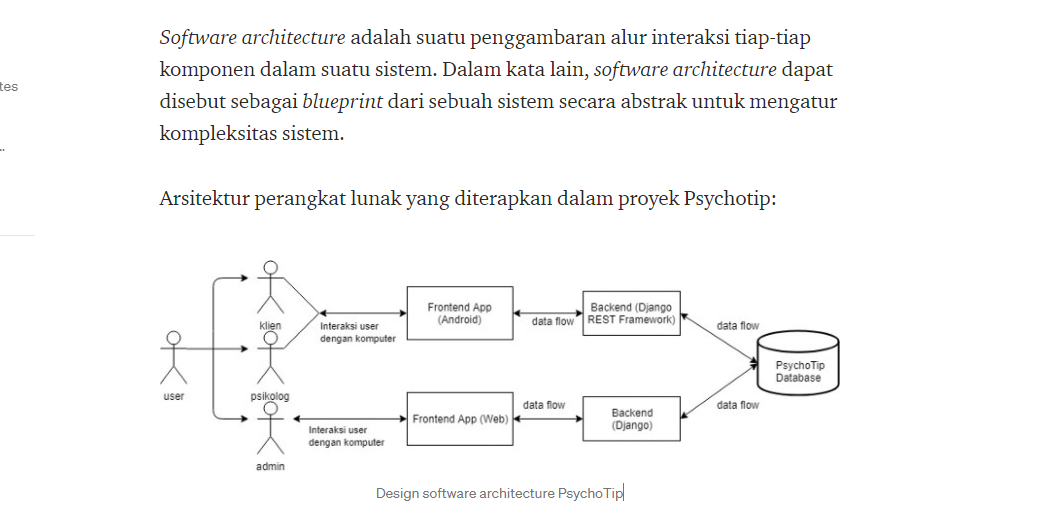 Software architecture adalah suatu penggambaran alur interaksi tiap-tiap
komponen dalam suatu sistem. Dalam kata lain, software architecture dapat
tes
disebut sebagai blueprint dari sebuah sistem secara abstrak untuk mengatur
kompleksitas sistem.
..
Arsitektur perangkat lunak yang diterapkan dalam proyek Psychotip:
user
klien
psikolog
admin
Interaksi user
dengan komputer
Frontend App
(Android)
data flow
Backend (Django
REST Framework)
data flow
PsychoTip
Database
Interaksi user
dengan komputer
Frontend App (Web)
data flow
Backend
(Django)
data flow
Design software architecture PsychoTip